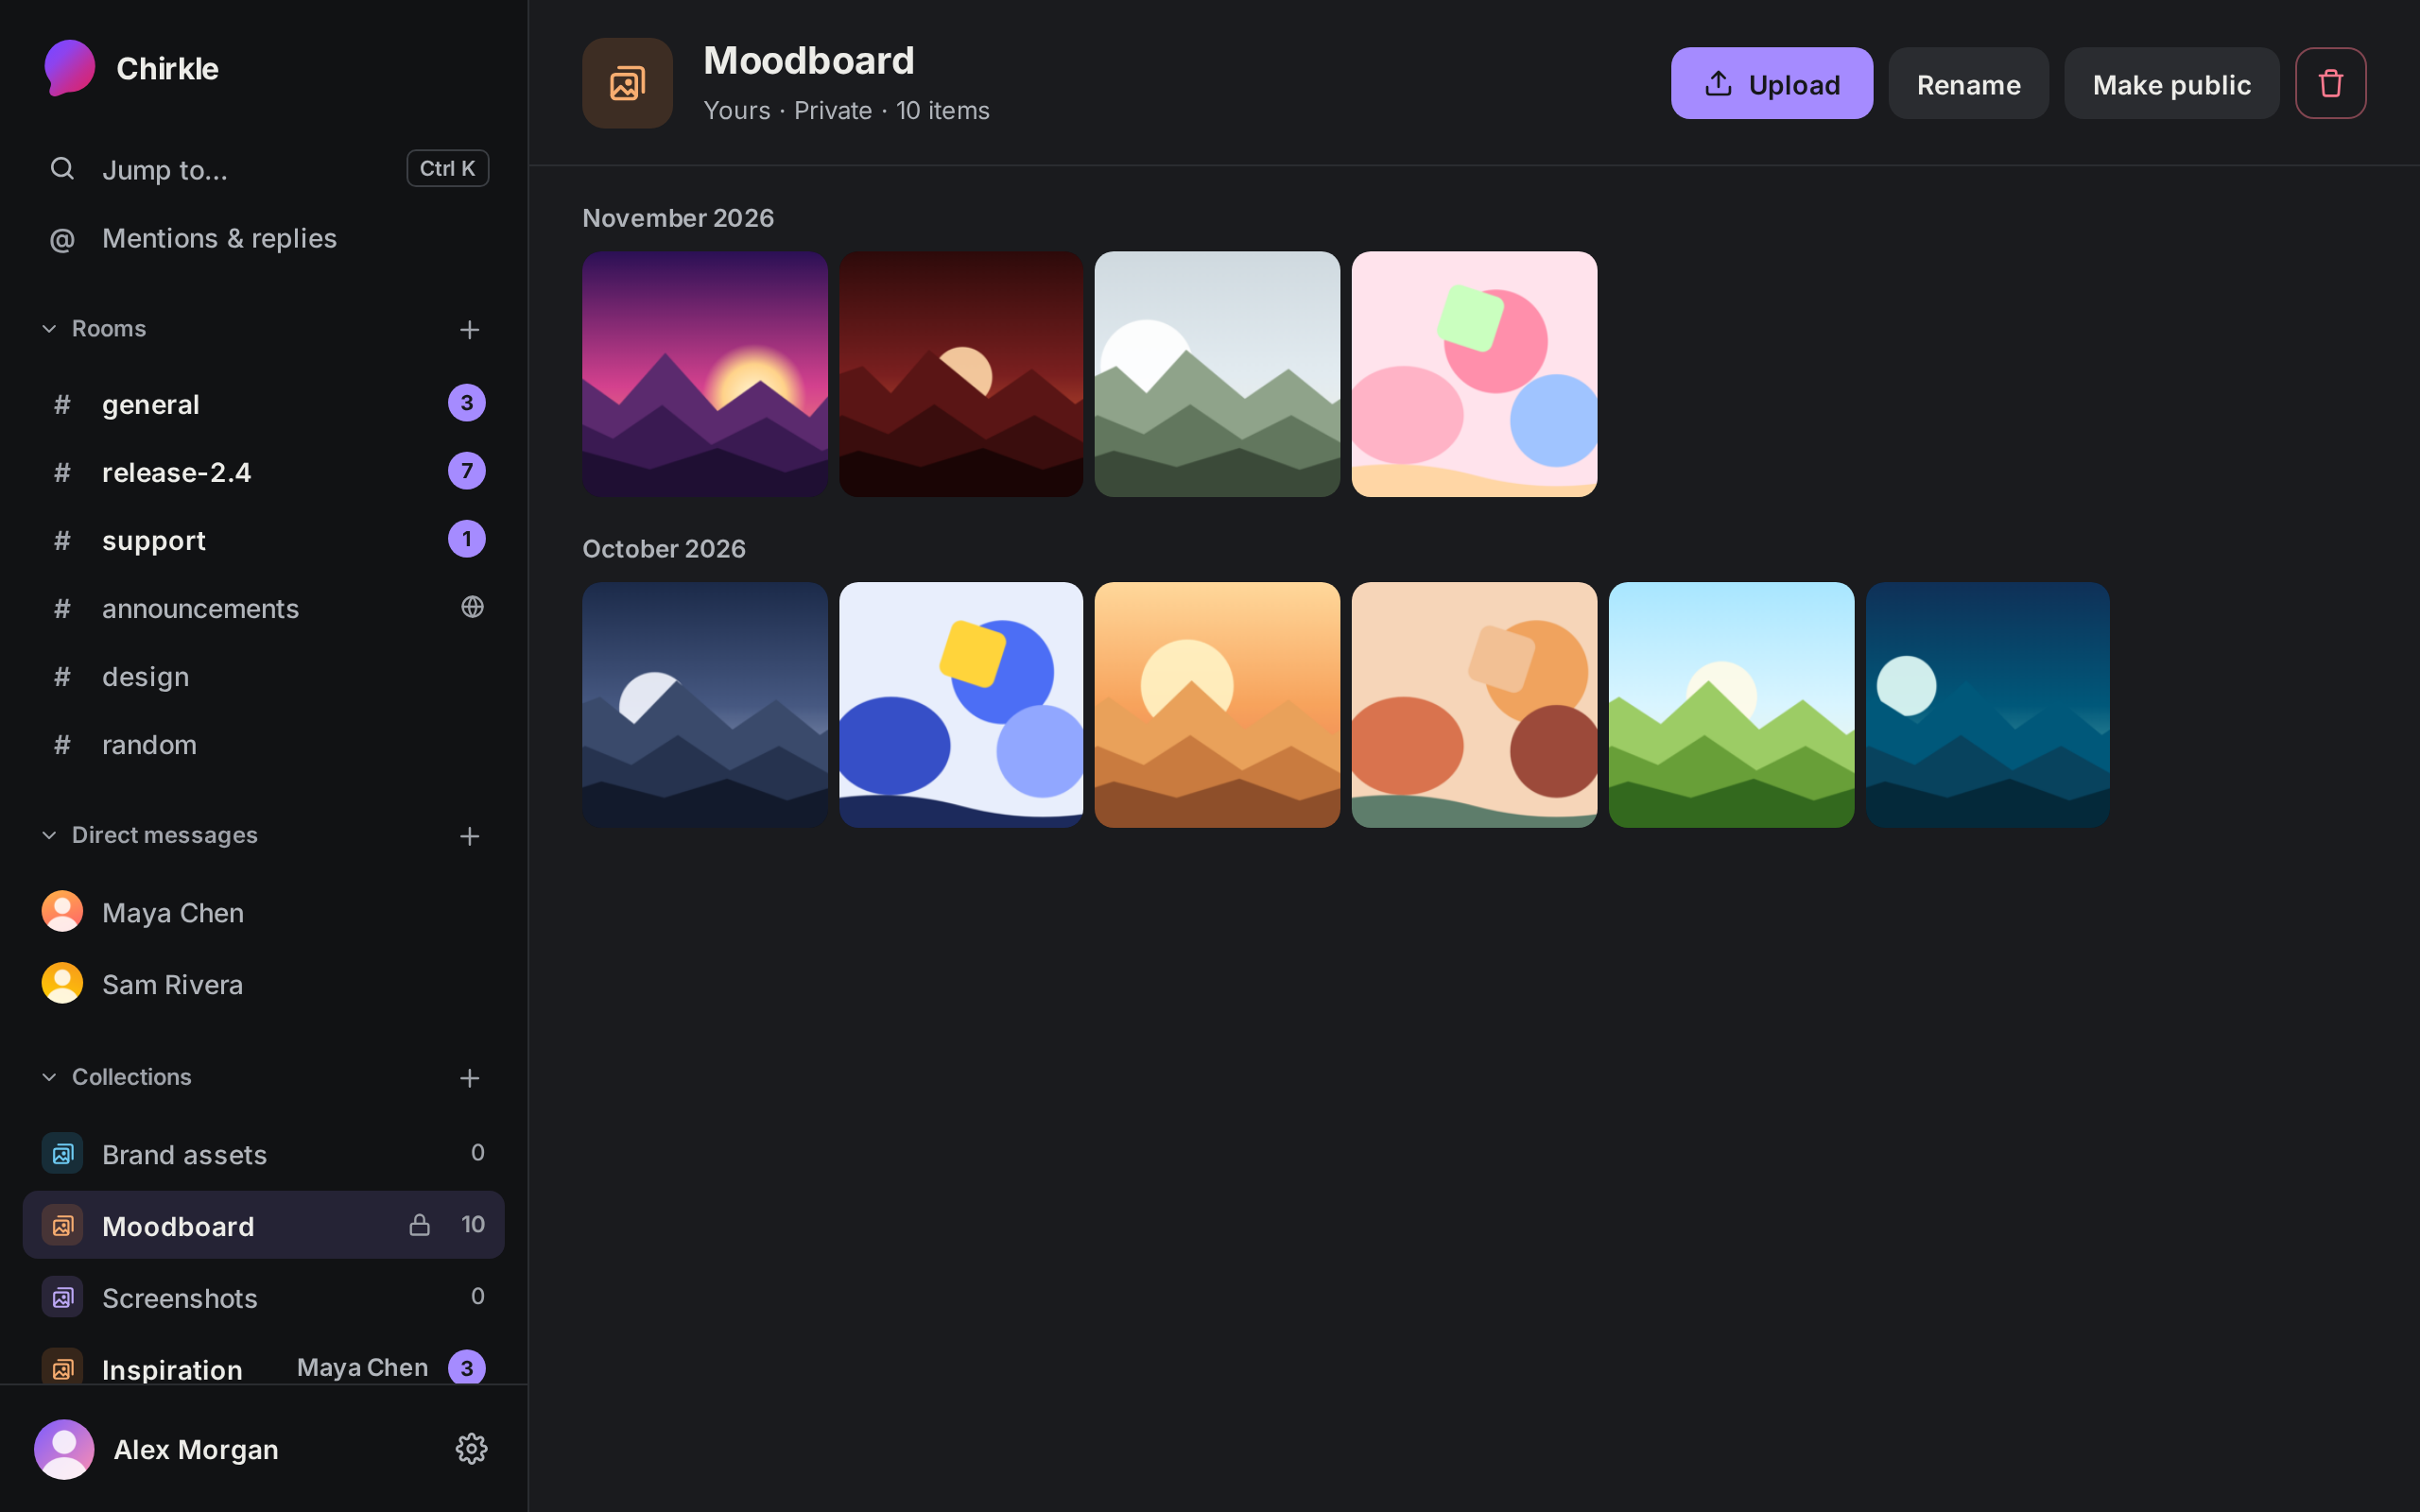 Chirkle
Jump to...
Ctrl K
@ Mentions & replies
Rooms
# general 3
# release-2.4 7
# support 1
# announcements
# design
# random
Direct messages
Maya Chen
Sam Rivera
Collections
Brand assets 0
Moodboard 10
Screenshots 0
Inspiration Maya Chen 3
Alex Morgan
Moodboard
Yours · Private · 10 items
Upload
Rename
Make public
November 2026
October 2026